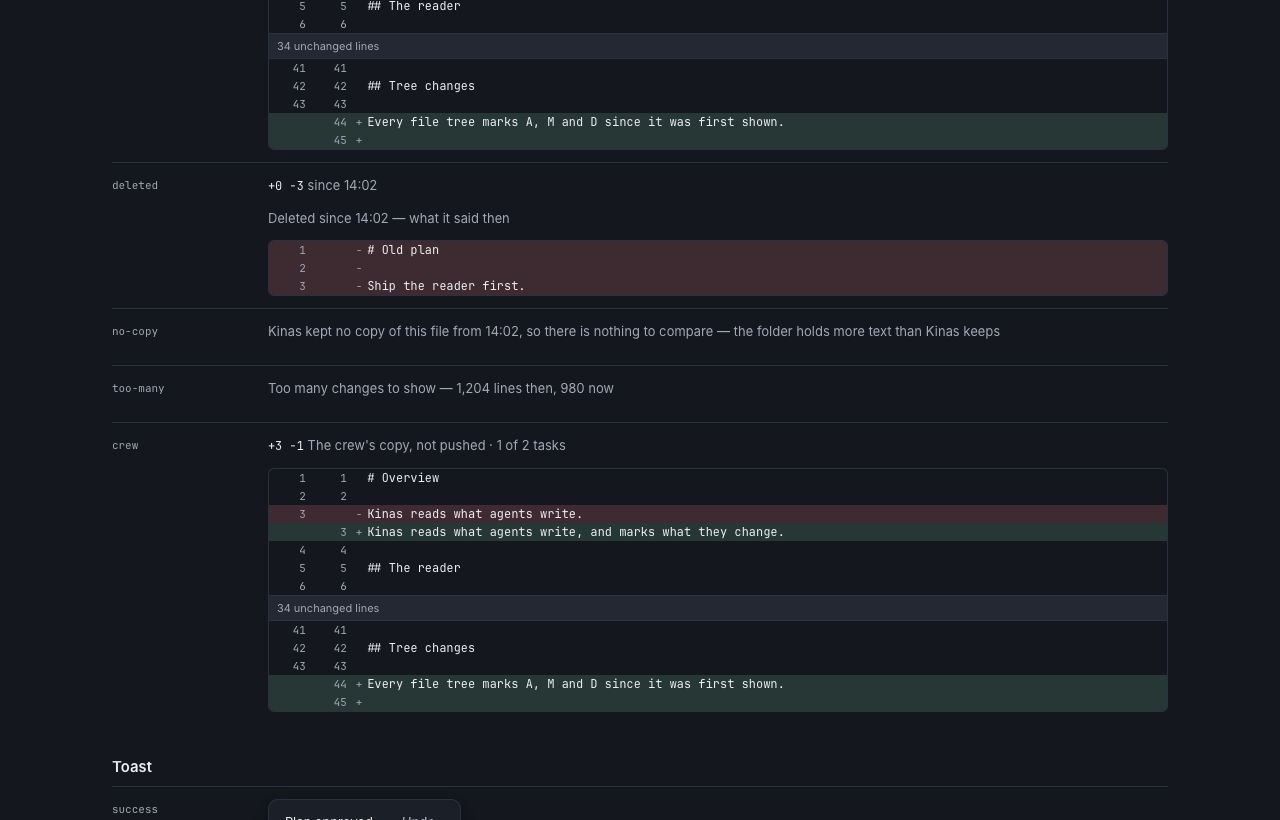 5 5 ## The reader
6 6
34 unchanged lines
41 41
42 42 ## Tree changes
43 43
44 + Every file tree marks A, M and D since it was first shown.
45 +
deleted
+0 -3 since 14:02
Deleted since 14:02 — what it said then
1 - # Old plan
2 -
3 - Ship the reader first.
no-copy
Kinas kept no copy of this file from 14:02, so there is nothing to compare — the folder holds more text than Kinas keeps
too-many
Too many changes to show — 1,204 lines then, 980 now
crew
+3 -1 The crew's copy, not pushed · 1 of 2 tasks
1 1 # Overview
2 2
3 - Kinas reads what agents write.
3 + Kinas reads what agents write, and marks what they change.
4 4
5 5 ## The reader
6 6
34 unchanged lines
41 41
42 42 ## Tree changes
43 43
44 + Every file tree marks A, M and D since it was first shown.
45 +
Toast
success
Plan approved Undo